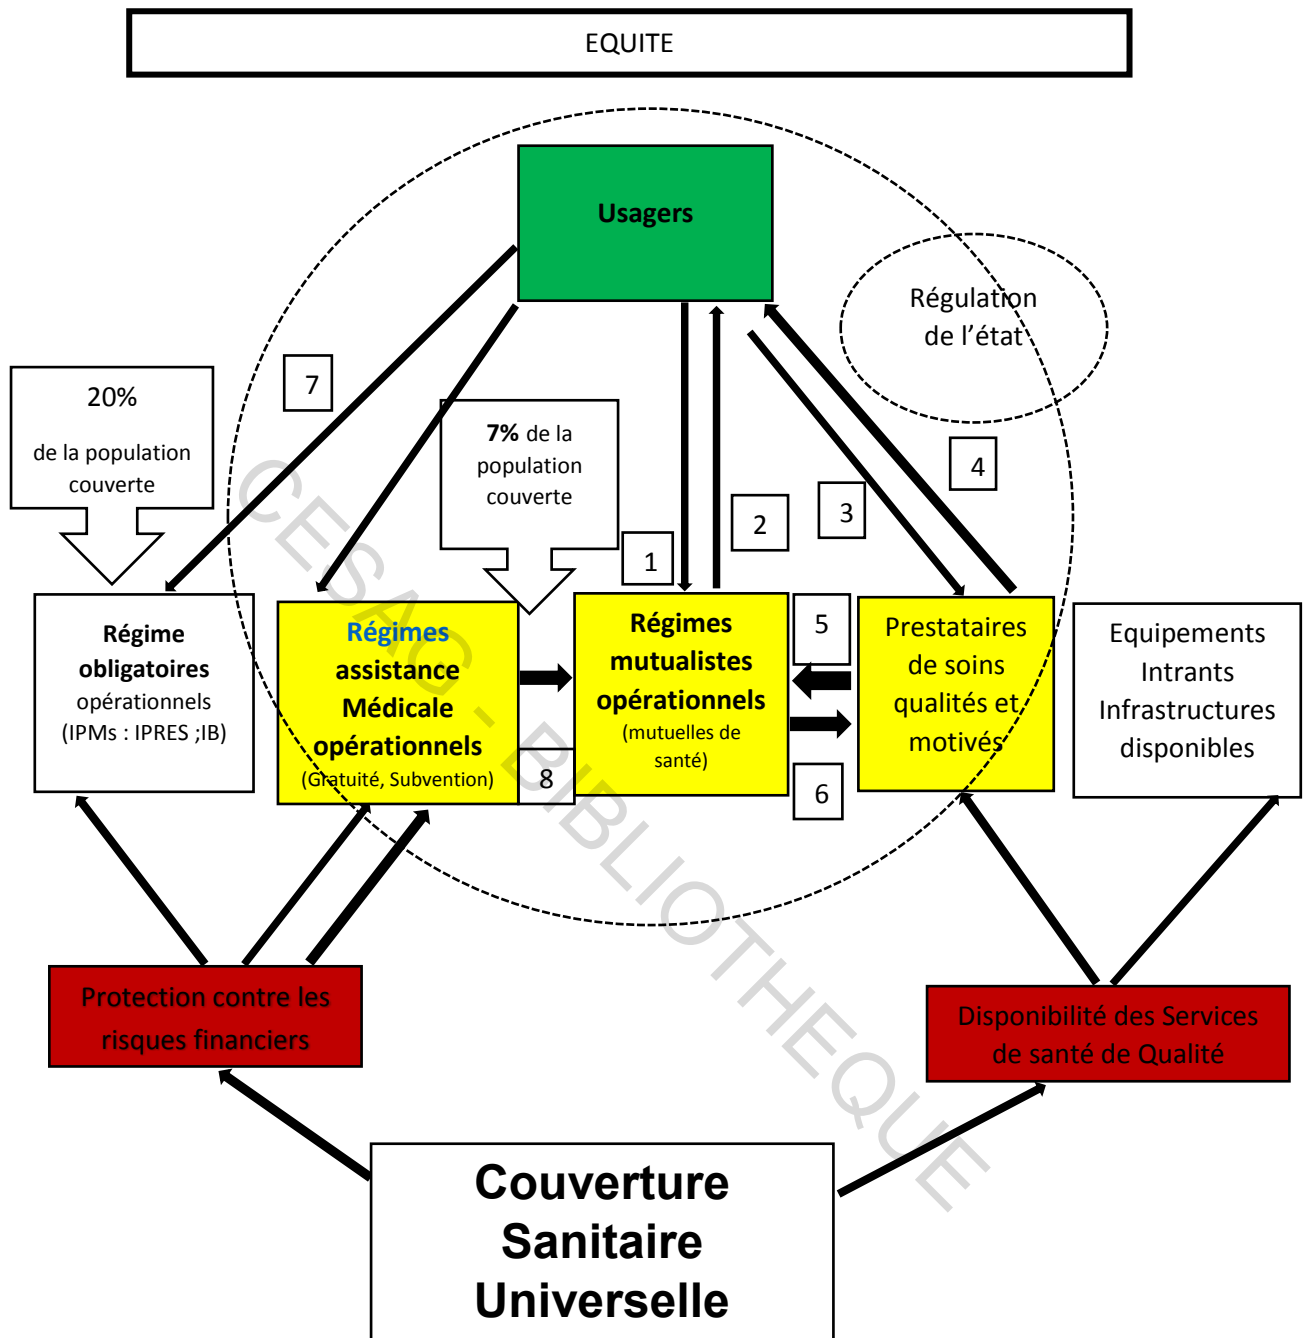 EQUITE
Usagers
Régulation
de l’état
7
20%
de la population
couverte
7% de la
population
couverte
4
3
2
1
Régime
obligatoires
opérationnels
(IPMs : IPRES ;IB)
Régimes
assistance
Médicale
opérationnels
(Gratuité, Subvention)
8
Régimes
mutualistes
opérationnels
(mutuelles de
santé)
5
6
Prestataires
de soins
qualités et
motivés
Equipements
Intrants
Infrastructures
disponibles
Protection contre les
risques financiers
Disponibilité des Services
de santé de Qualité
Couverture
Sanitaire
Universelle
CESAG - BIBLIOTHEQUE